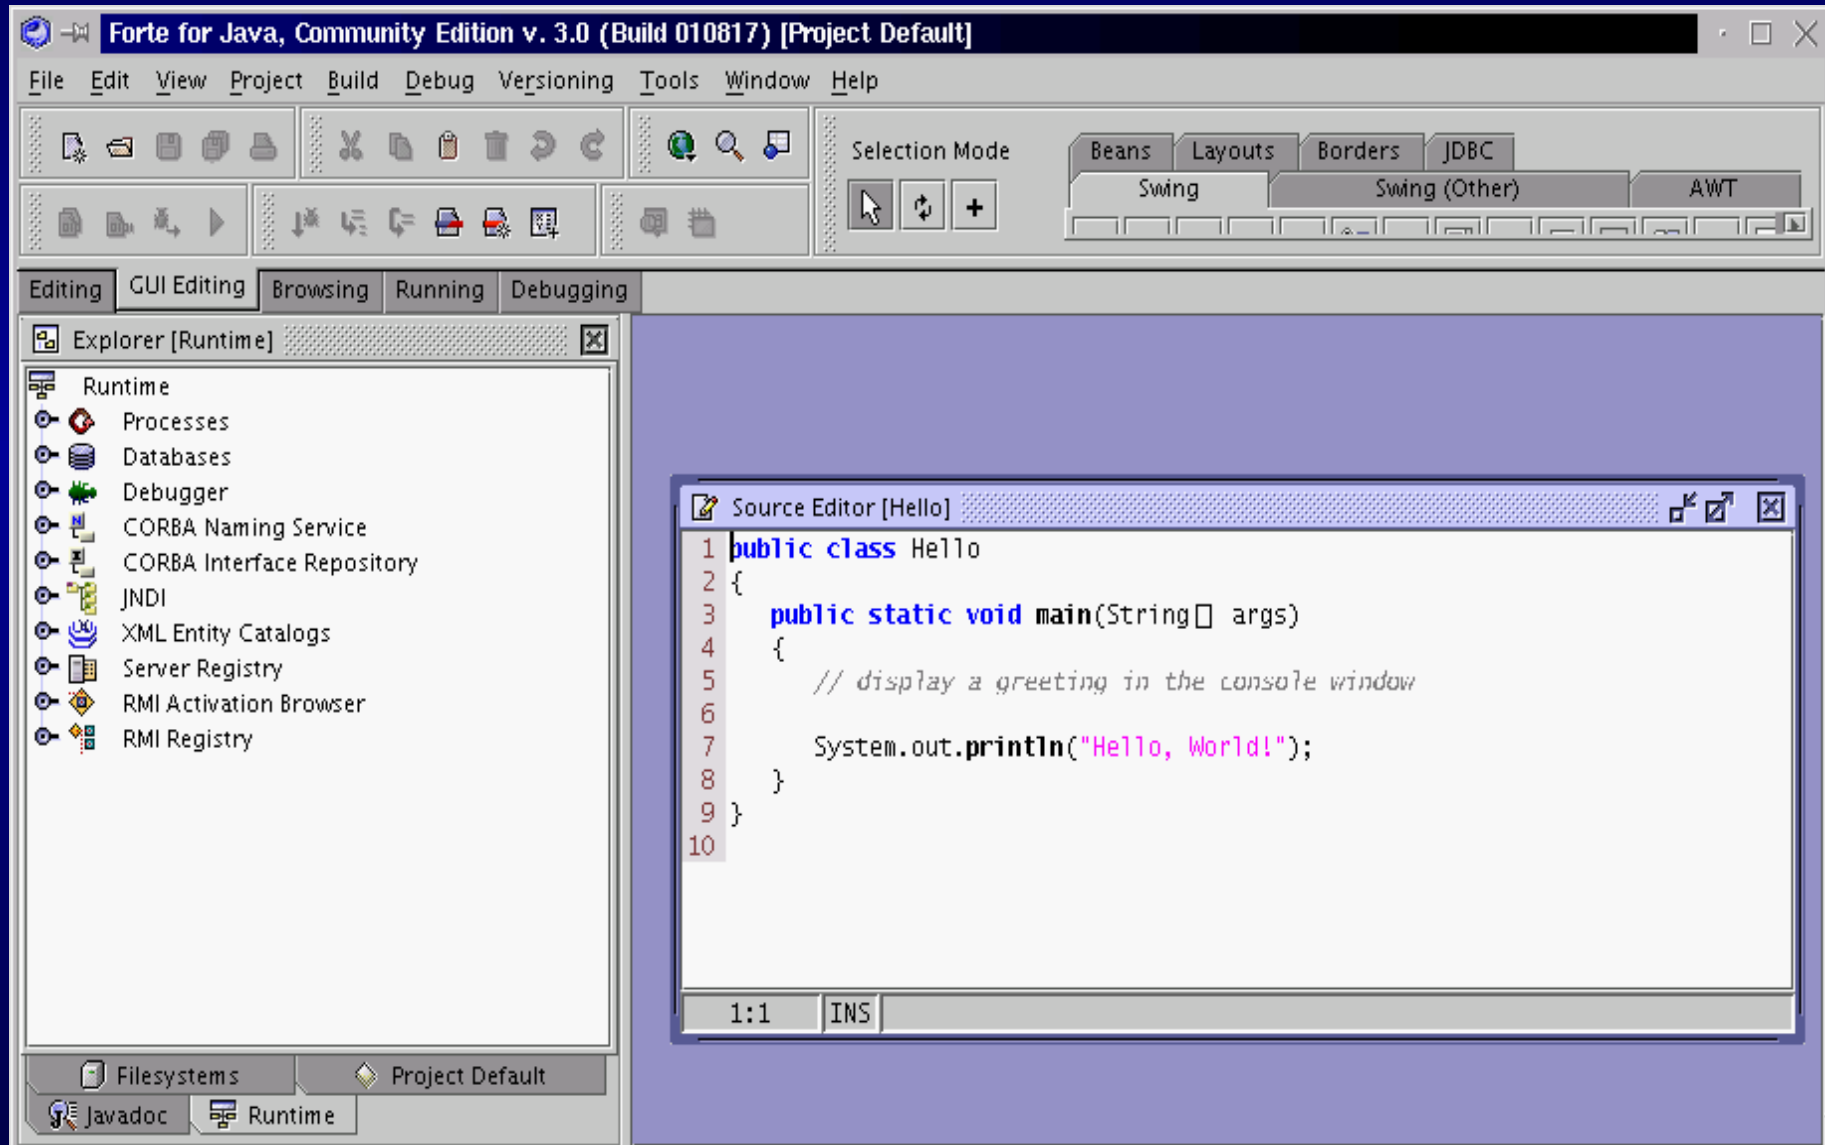 Forte for Java, Community Edition v. 3.0 (Build 010817) [Project Default]
File Edit View Project Build Debug Versioning Tools Window Help
Selection Mode
Beans Layouts Borders JDBC
Swing Swing (Other) AWT
Editing GUI Editing Browsing Running Debugging
Explorer [Runtime]
Runtime
Processes
Databases
Debugger
CORBA Naming Service
CORBA Interface Repository
JNDI
XML Entity Catalogs
Server Registry
RMI Activation Browser
RMI Registry
Filesystems Project Default
Javadoc Runtime
Source Editor [Hello]
1 public class Hello
2 {
3 public static void main(String[] args)
4 {
5 // display a greeting in the console window
6
7 System.out.println("Hello, World!");
8 }
9 }
10
1:1 INS